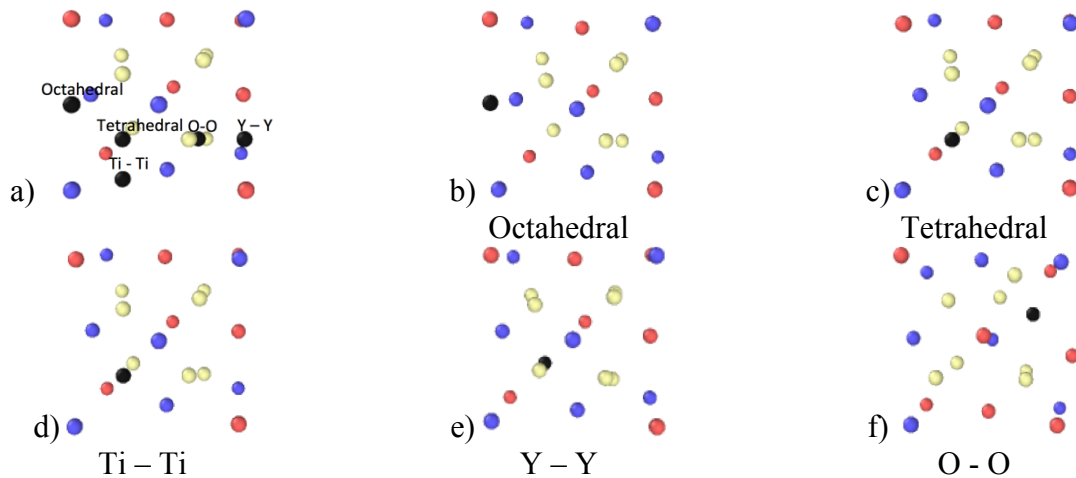 Octahedral
Tetrahedral O-O Y – Y
Ti - Ti
a) b) c)
Octahedral Tetrahedral
d) e) f)
Ti – Ti Y – Y O - O